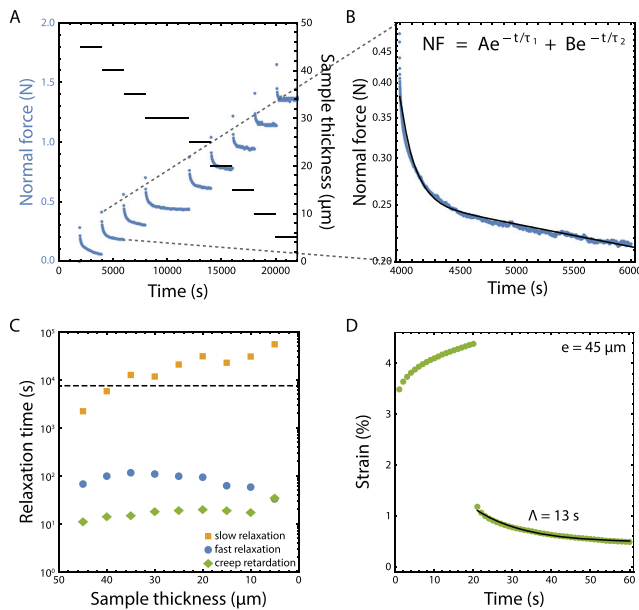 A
2.0
1.5
1.0
0.5
0.0
Normal force (N)
50
40
30
20
10
0
Sample thickness (μm)
0 5000 10000 15000 20000
Time (s)
B
NF = Ae^{-t/τ_1} + Be^{-t/τ_2}
0.45
0.40
0.35
0.30
0.25
0.20
Normal force (N)
4000 4500 5000 5500 6000
Time (s)
C
10^5
10^4
10^3
10^2
10^1
10^0
Relaxation time (s)
slow relaxation
fast relaxation
creep retardation
50 40 30 20 10 0
Sample thickness (μm)
D
e = 45 μm
4
2
0
Strain (%)
Λ = 13 s
0 10 20 30 40 50 60
Time (s)